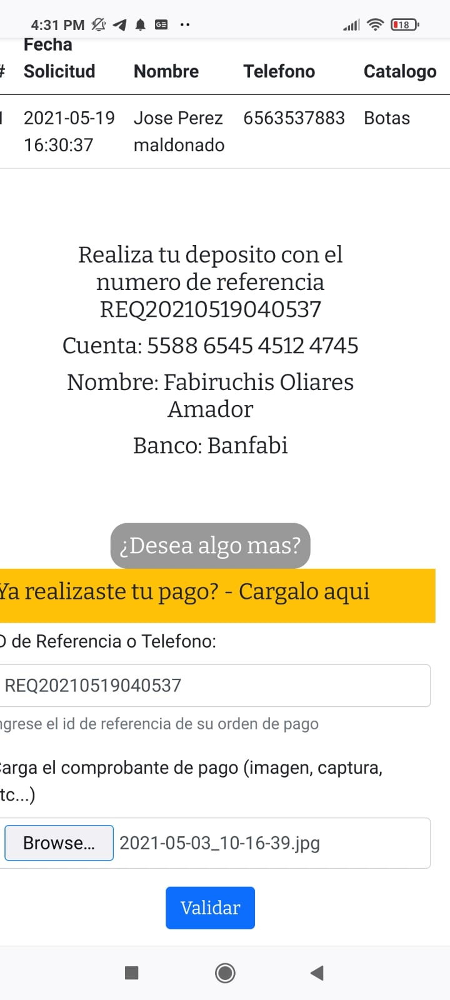 4:31 PM
18
Fecha
# Solicitud Nombre Telefono Catalogo
2021-05-19 Jose Perez 6563537883 Botas
16:30:37 maldonado
Realiza tu deposito con el
numero de referencia
REQ20210519040537
Cuenta: 5588 6545 4512 4745
Nombre: Fabiruchis Oliares
Amador
Banco: Banfabi
¿Desea algo mas?
Ya realizaste tu pago? - Cargalo aqui
D de Referencia o Telefono:
REQ20210519040537
ngrese el id de referencia de su orden de pago
arga el comprobante de pago (imagen, captura,
tc...)
Browse... 2021-05-03_10-16-39.jpg
Validar